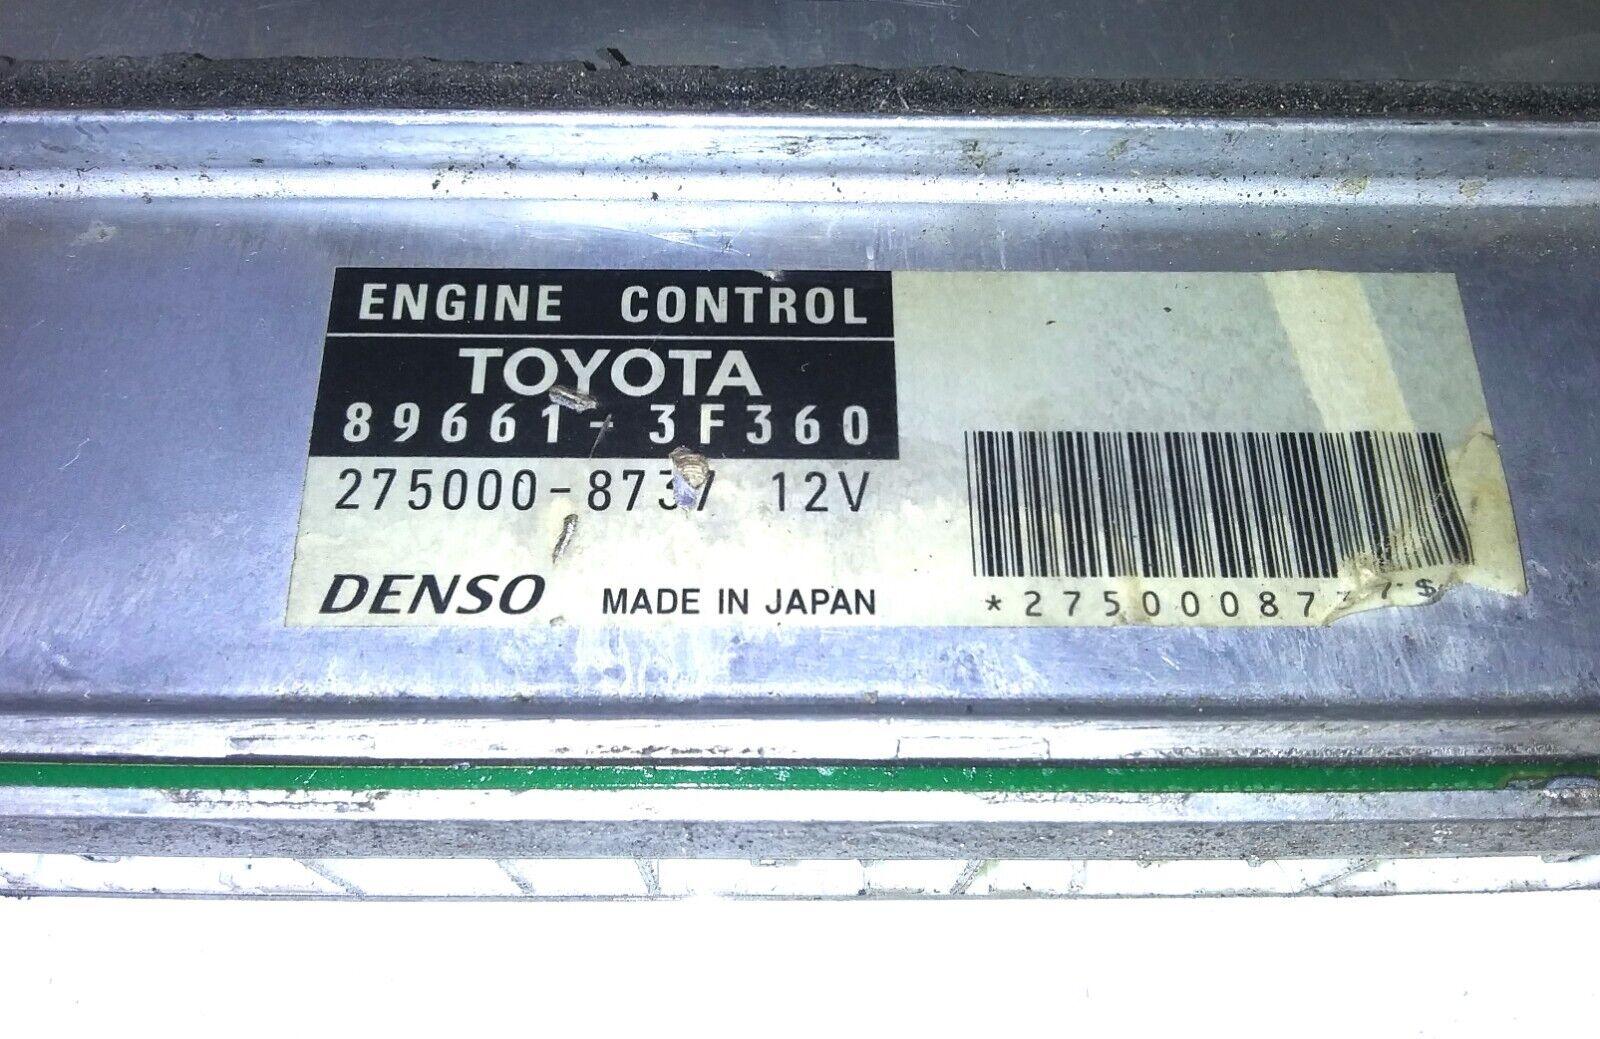 ENGINE CONTROL
TOYOTA
89661-3F360
275000-8737 12V
DENSO MADE IN JAPAN